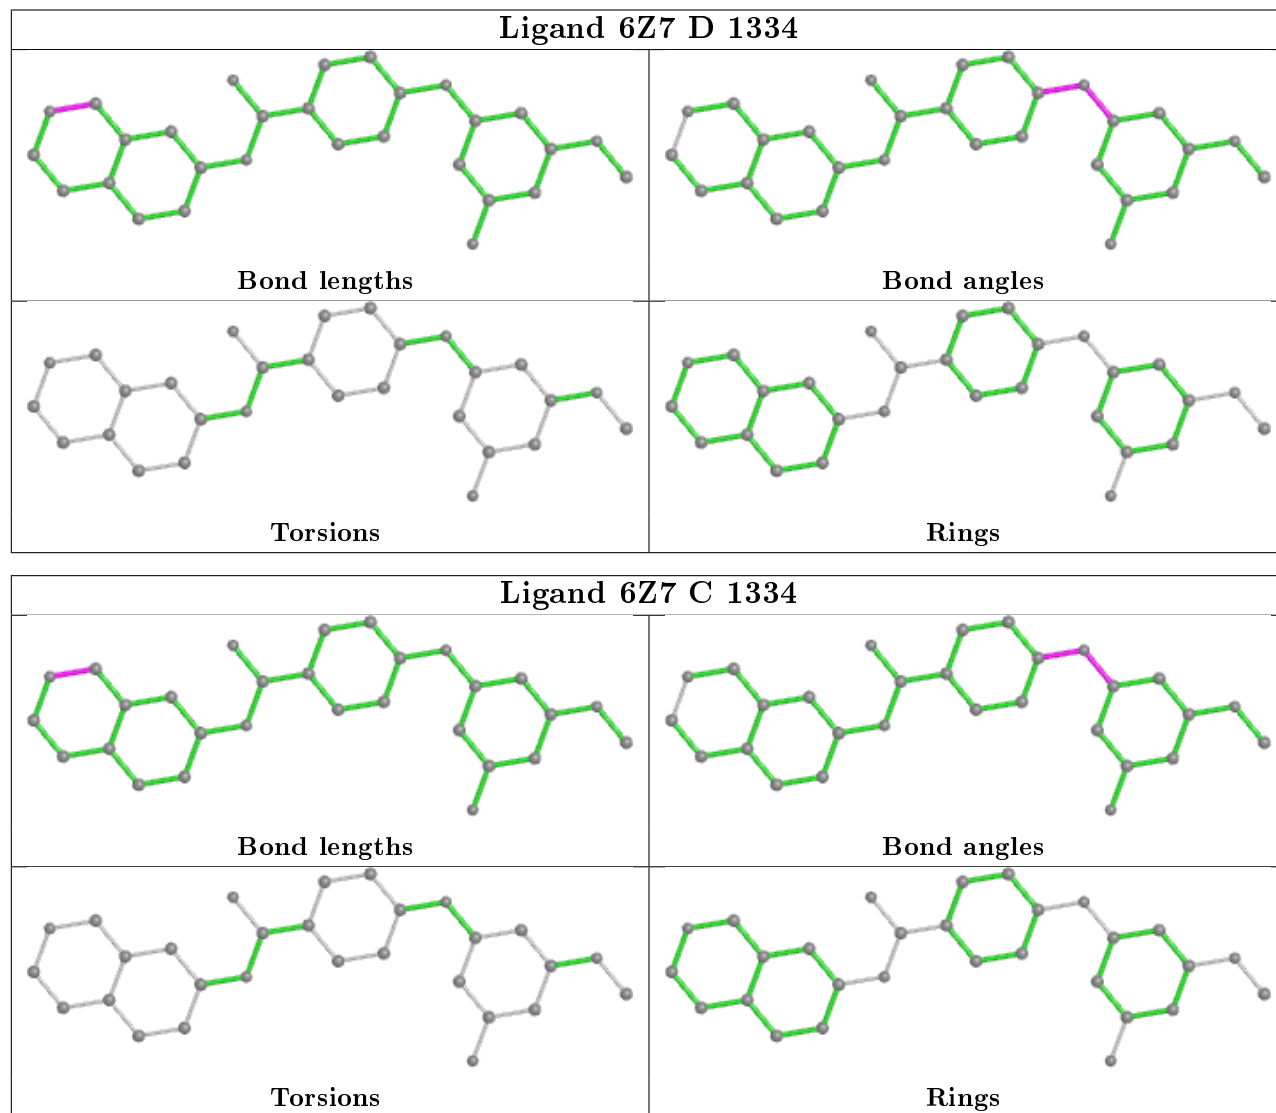 Ligand 6Z7 D 1334
Bond lengths
Bond angles
Torsions
Rings
Ligand 6Z7 C 1334
Bond lengths
Bond angles
Torsions
Rings